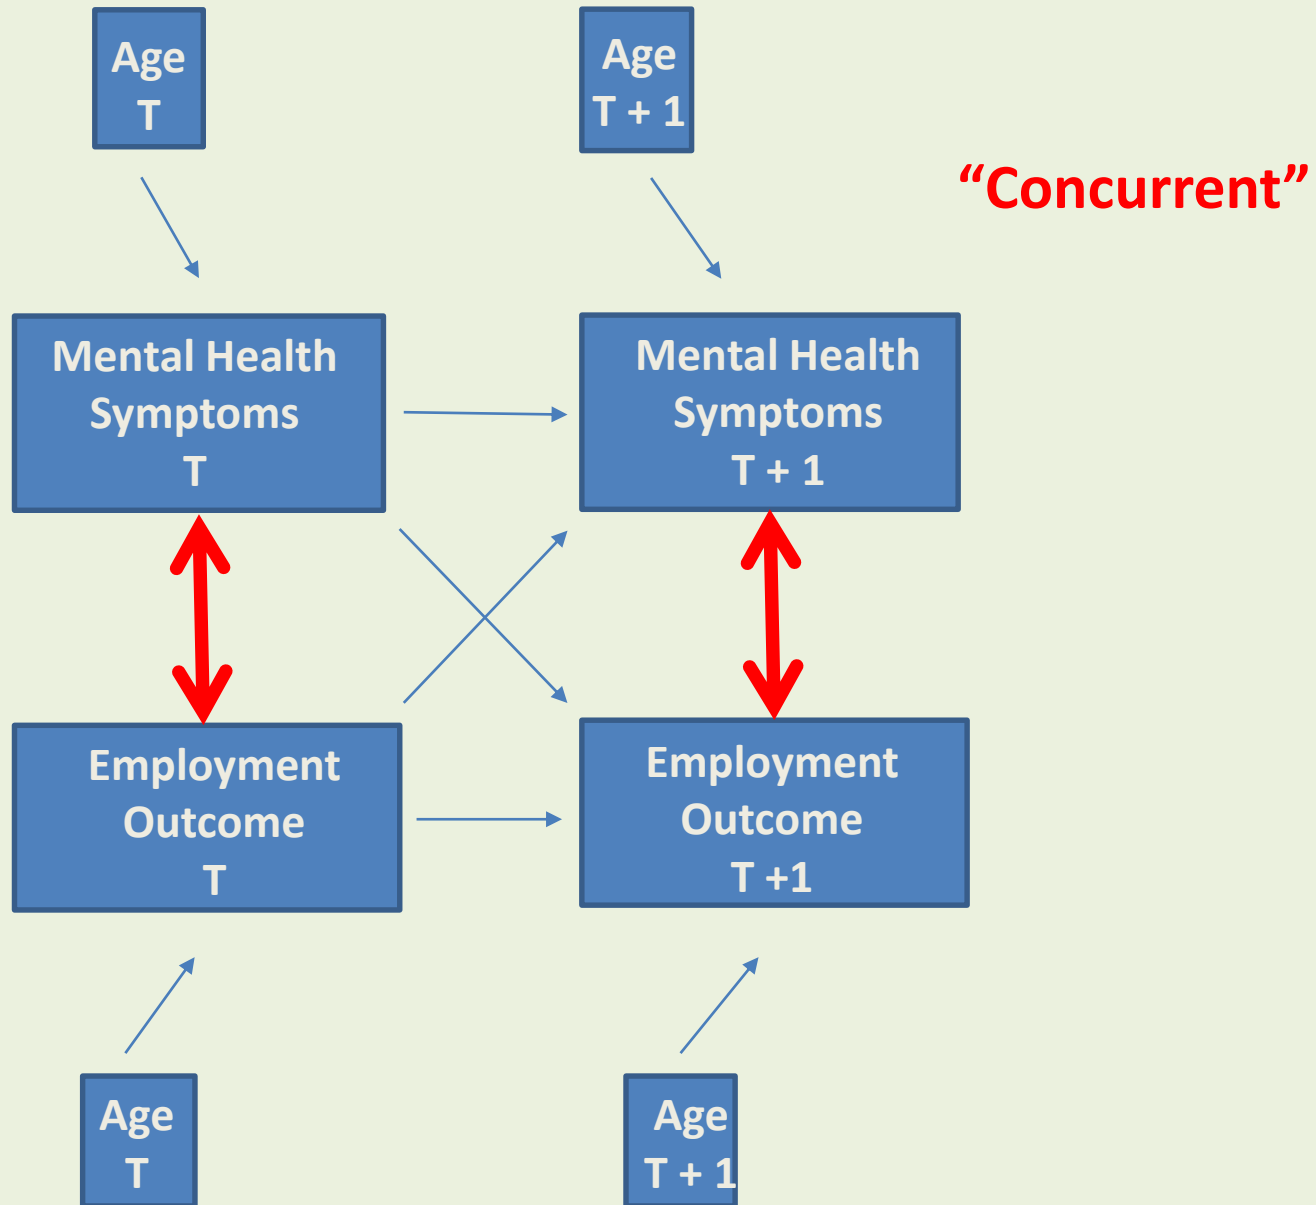 Age
T
Age
T + 1
“Concurrent”
Mental Health
Symptoms
T
Mental Health
Symptoms
T + 1
Employment
Outcome
T
Employment
Outcome
T +1
Age
T
Age
T + 1